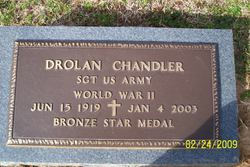 DROLAN CHANDLER
SGT US ARMY
WORLD WAR II
JUN 15 1919 ✝ JAN 4 2003
BRONZE STAR MEDAL
02/24/2009